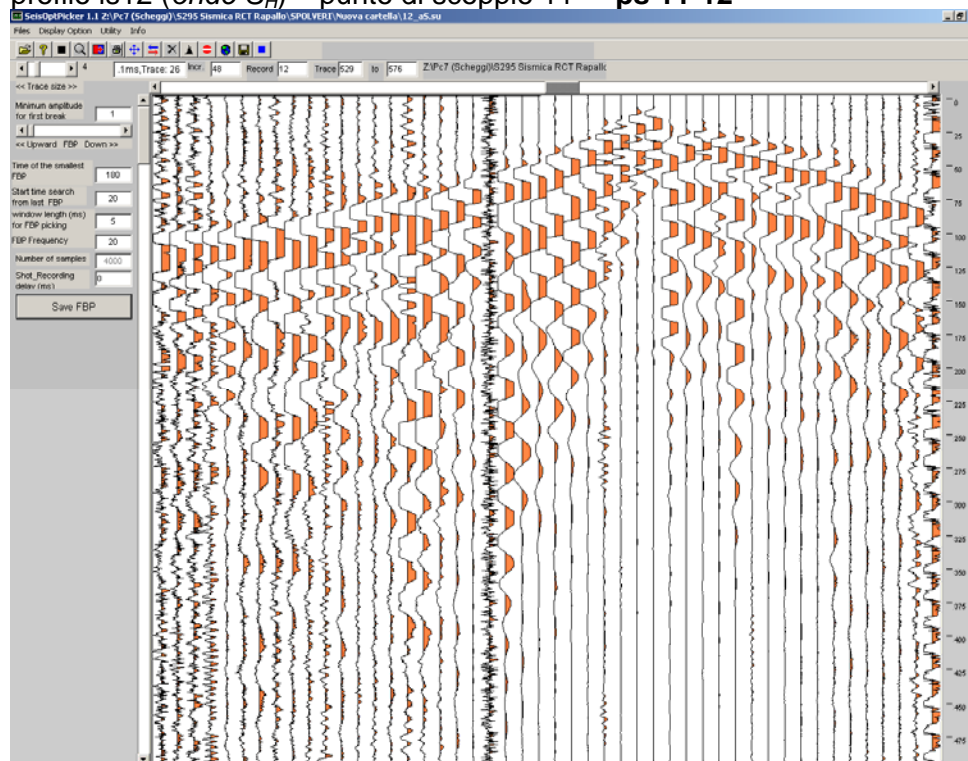 profilo is12 (onde SH) – punto di scoppio 11 – ps-11-12
SeisOptPicker 1.1 Z:\Pc7 (Scheggi)\S295 Sismica RCT Rapallo\SPOLVERI\Nuova cartella\12_a5.su
Files Display Option Utility Info
4 .1ms,Trace: 26 Incr. 48 Record 12 Trace 529 to 576 Z:\Pc7 (Scheggi)\S295 Sismica RCT Rapallo
<< Trace size >>
Minimum amplitude
for first break 1
<< Upward FBP Down >>
Time of the smallest
FBP 180
Start time search
from last FBP 20
window length (ms)
for FBP picking 5
FBP Frequency 20
Number of samples 4000
Shot_Recording
delay (ms) 0
Save FBP
0
25
50
75
100
125
150
175
200
225
250
275
300
325
350
375
400
425
450
475